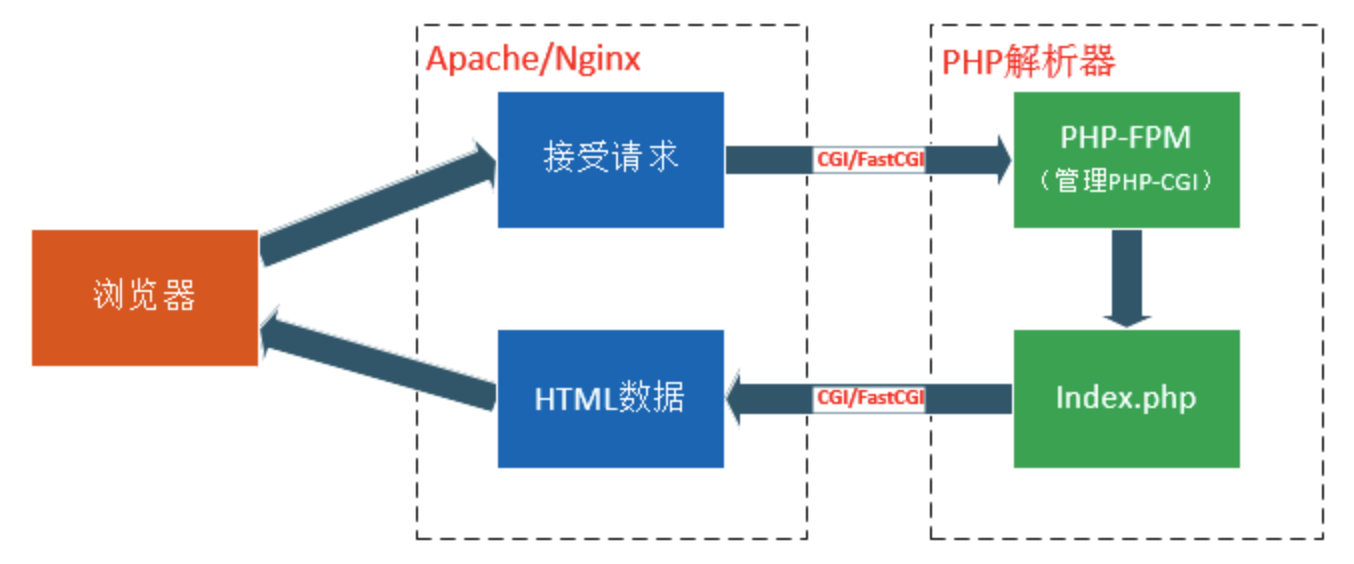 Apache/Nginx
PHP解析器
接受请求
CGI/FastCGI
PHP-FPM
（管理PHP-CGI）
浏览器
HTML数据
CGI/FastCGI
Index.php